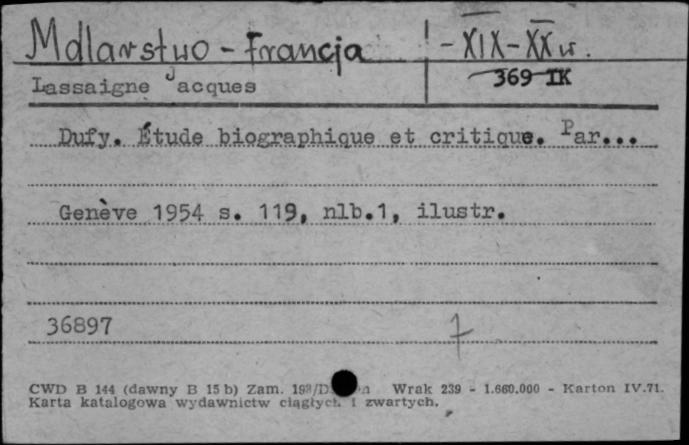 Malarstwo - Francja - XIX-XX w.
369 IK
Lassaigne Jacques
Dufy. Étude biographique et critique. Par...
Genève 1954 s. 119, nlb.1, ilustr.
36897
7
CWD B 144 (dawny B 15 b) Zam. Wrak 239 - 1.660.000 - Karton IV.71.
Karta katalogowa wydawnictw ciągłych i zwartych.